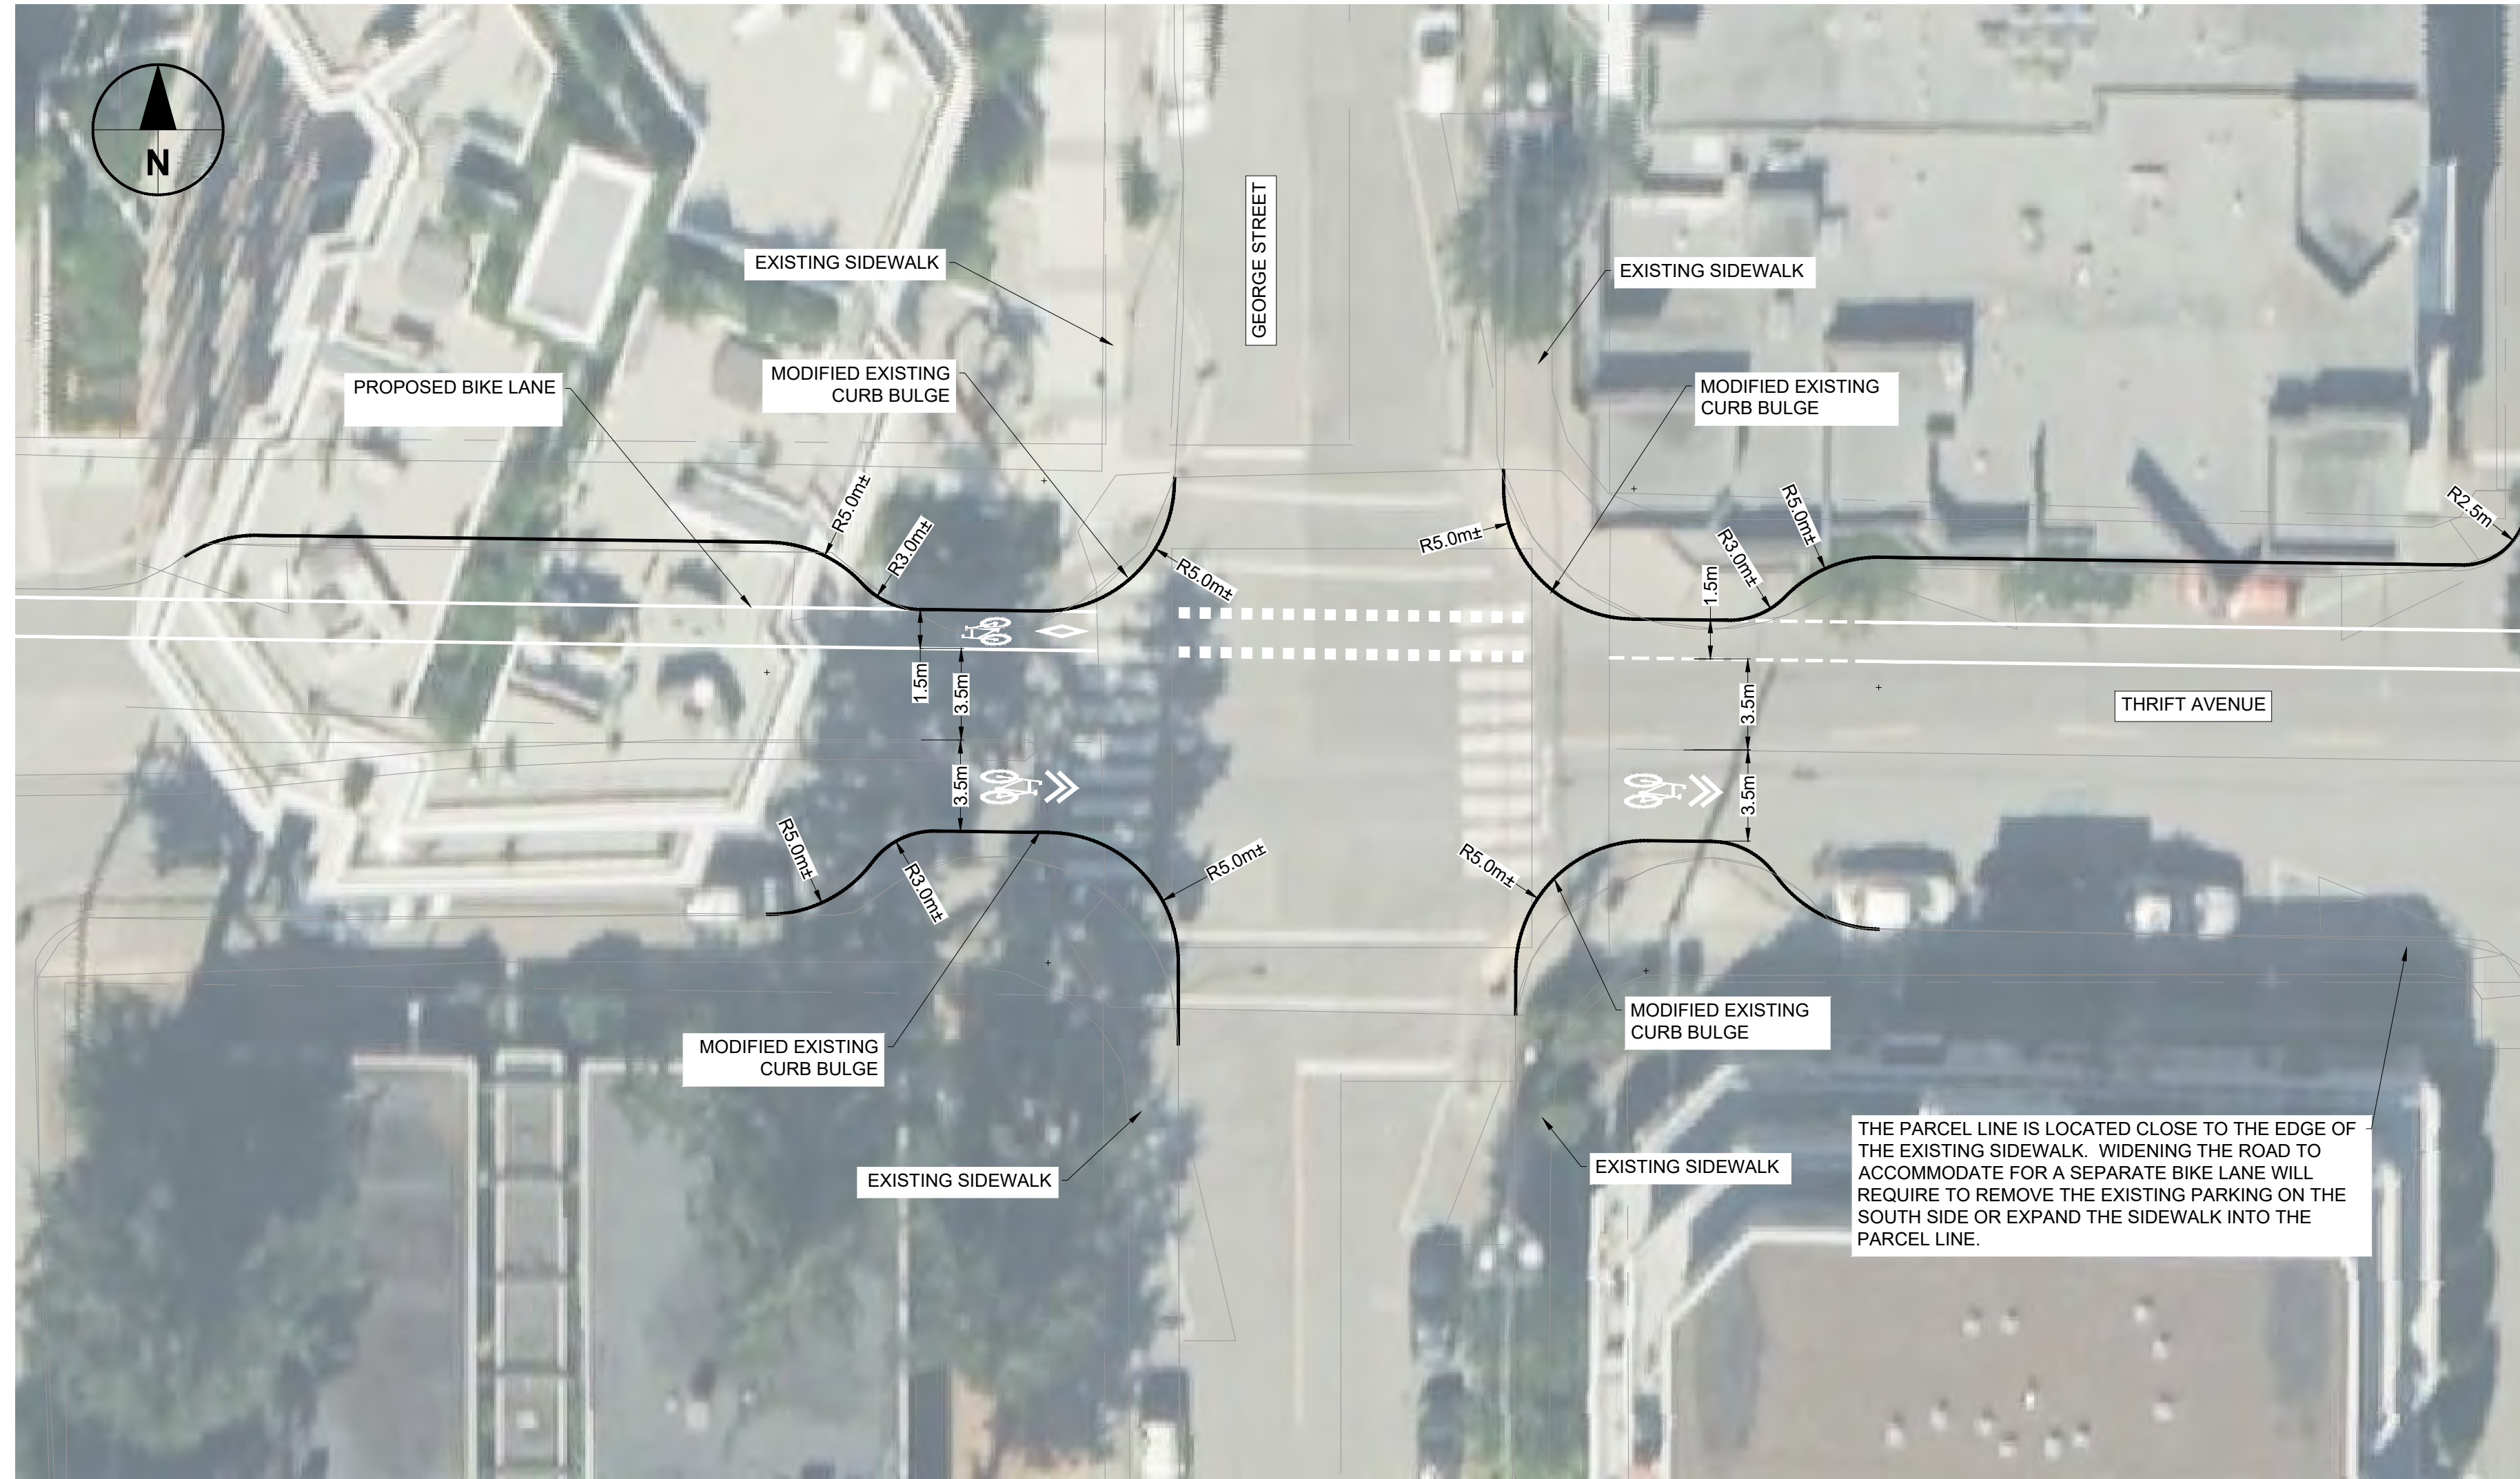 N
GEORGE STREET
EXISTING SIDEWALK
EXISTING SIDEWALK
PROPOSED BIKE LANE
MODIFIED EXISTING
CURB BULGE
MODIFIED EXISTING
CURB BULGE
R5.0m±
R3.0m±
R5.0m±
R5.0m±
R3.0m±
R5.0m±
R2.5m
1.5m
3.5m
3.5m
1.5m
3.5m
3.5m
THRIFT AVENUE
R5.0m±
R3.0m±
R5.0m±
R5.0m±
MODIFIED EXISTING
CURB BULGE
MODIFIED EXISTING
CURB BULGE
EXISTING SIDEWALK
EXISTING SIDEWALK
THE PARCEL LINE IS LOCATED CLOSE TO THE EDGE OF
THE EXISTING SIDEWALK. WIDENING THE ROAD TO
ACCOMMODATE FOR A SEPARATE BIKE LANE WILL
REQUIRE TO REMOVE THE EXISTING PARKING ON THE
SOUTH SIDE OR EXPAND THE SIDEWALK INTO THE
PARCEL LINE.